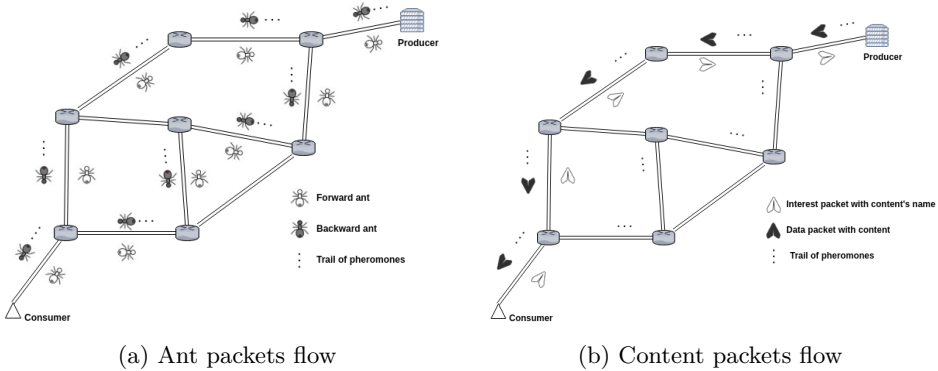 Producer
Forward ant
Backward ant
Trail of pheromones
Consumer
(a) Ant packets flow
Producer
Interest packet with content's name
Data packet with content
Trail of pheromones
Consumer
(b) Content packets flow